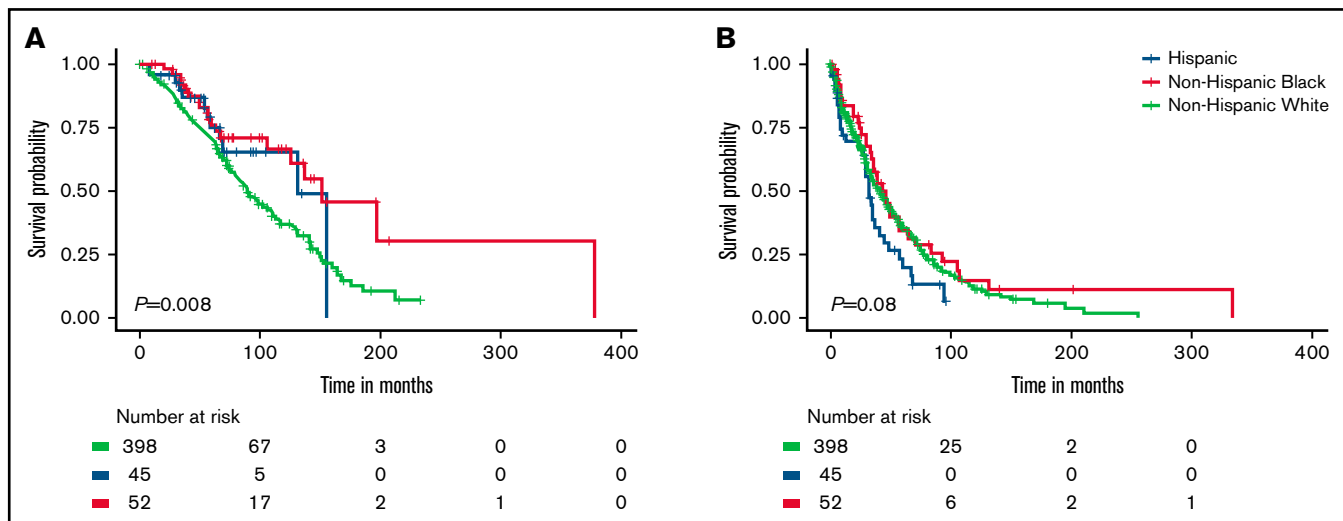 A
1.00
0.75
0.50
0.25
0.00
Survival probability
P=0.008
0 100 200 300 400
Time in months
Number at risk
398 67 3 0 0
45 5 0 0 0
52 17 2 1 0
B
Hispanic
Non-Hispanic Black
Non-Hispanic White
1.00
0.75
0.50
0.25
0.00
Survival probability
P=0.08
0 100 200 300 400
Time in months
Number at risk
398 25 2 0
45 0 0 0
52 6 2 1